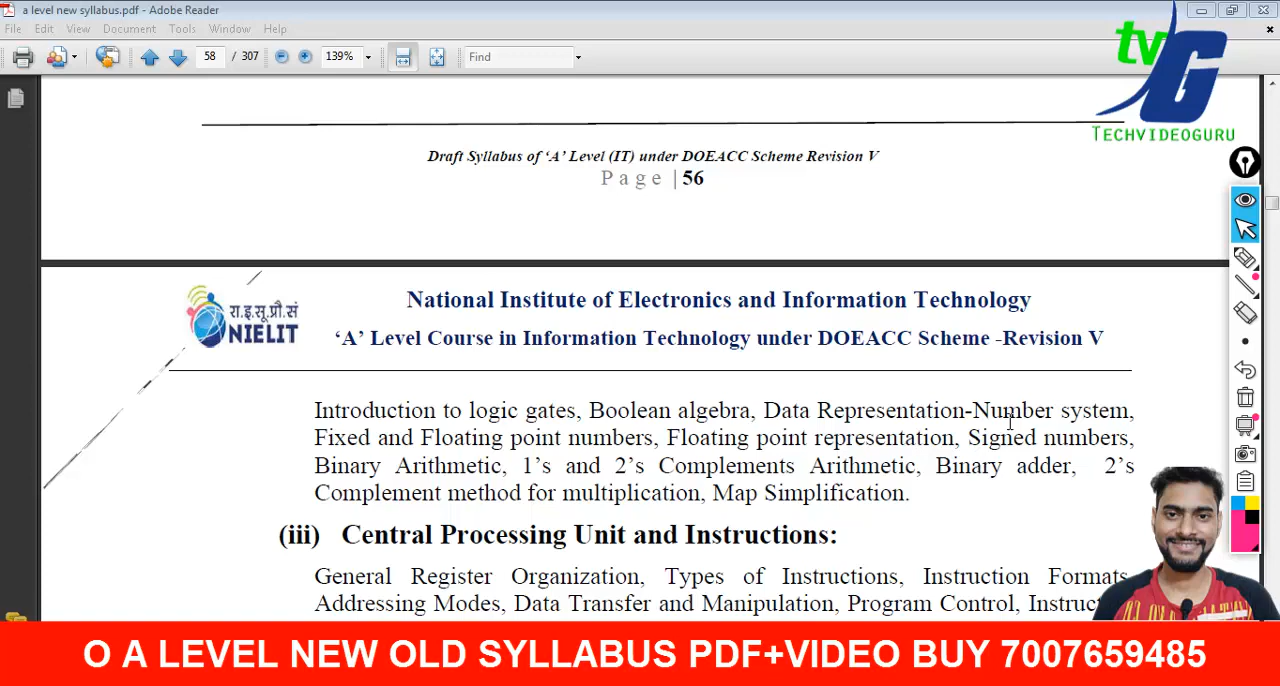 a level new syllabus.pdf - Adobe Reader
File Edit View Document Tools Window Help
58 / 307 139% Find
tv G
TECHVIDEOGURU
Draft Syllabus of ‘A’ Level (IT) under DOEACC Scheme Revision V
Page | 56
रा.इ.सू.प्रौ.सं
NIELIT
National Institute of Electronics and Information Technology
‘A’ Level Course in Information Technology under DOEACC Scheme -Revision V
Introduction to logic gates, Boolean algebra, Data Representation-Number system,
Fixed and Floating point numbers, Floating point representation, Signed numbers,
Binary Arithmetic, 1’s and 2’s Complements Arithmetic, Binary adder, 2’s
Complement method for multiplication, Map Simplification.
(iii) Central Processing Unit and Instructions:
General Register Organization, Types of Instructions, Instruction Formats,
Addressing Modes, Data Transfer and Manipulation, Program Control,
O A LEVEL NEW OLD SYLLABUS PDF+VIDEO BUY 7007659485